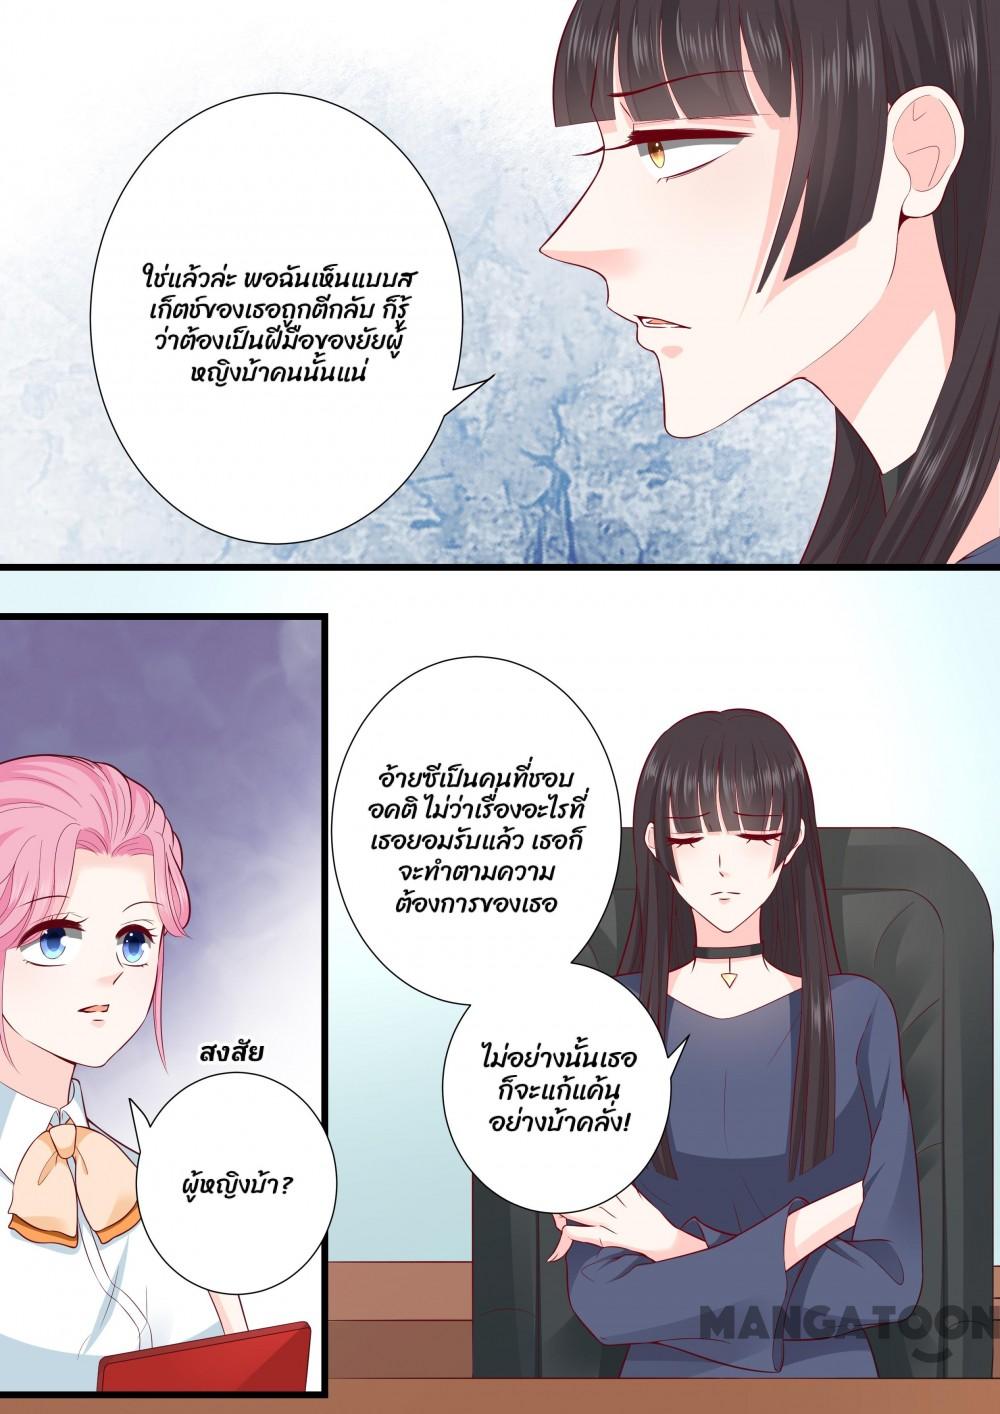 ใช่แล้วล่ะ พอฉันเห็นแบบส
เก็ตช์ของเธอถูกตีกลับ ก็รู้
ว่าต้องเป็นฝีมือของยัยผู้
หญิงบ้าคนนั้นแน่
อ้ายซีเป็นคนที่ชอบ
อคติ ไม่ว่าเรื่องอะไรที่
เธอยอมรับแล้ว เธอก็
จะทำตามความ
ต้องการของเธอ
ไม่อย่างนั้นเธอ
ก็จะแก้แค้น
อย่างบ้าคลั่ง!
สงสัย
ผู้หญิงบ้า?
MANGATOON